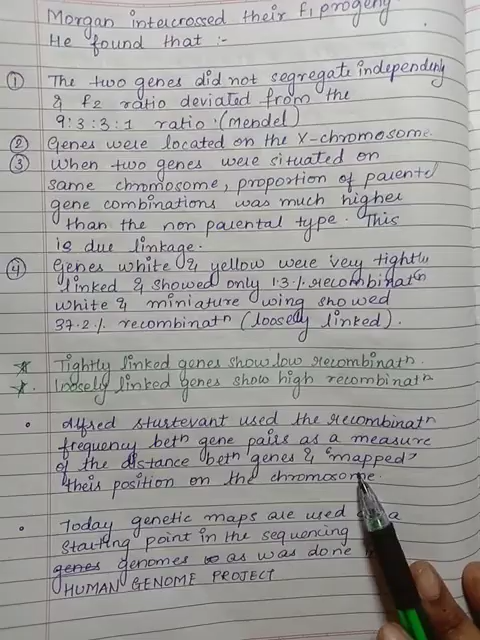 Morgan intercrossed their F1 progeny
He found that :-
① The two genes did not segregate independently
& F2 ratio deviated from the
9:3:3:1 ratio. (Mendel)
② Genes were located on the X-chromosome.
③ When two genes were situated on
same chromosome, proportion of parental
gene combinations was much higher
than the non parental type. This
is due linkage.
④ Genes white & yellow were very tightly
linked & showed only 1.3% recombinatn
white & miniature wing showed
37.2% recombinatn (loosely linked).
* Tightly linked genes show low recombinatn.
* Loosely linked genes show high recombinatn
• Alfred sturtevant used the recombinatn
frequency betn gene pairs as a measure
of the distance betn genes & 'mapped'
their position on the chromosome.
• Today genetic maps are used a
starting point in the sequencing
genes genomes as was done
HUMAN GENOME PROJECT